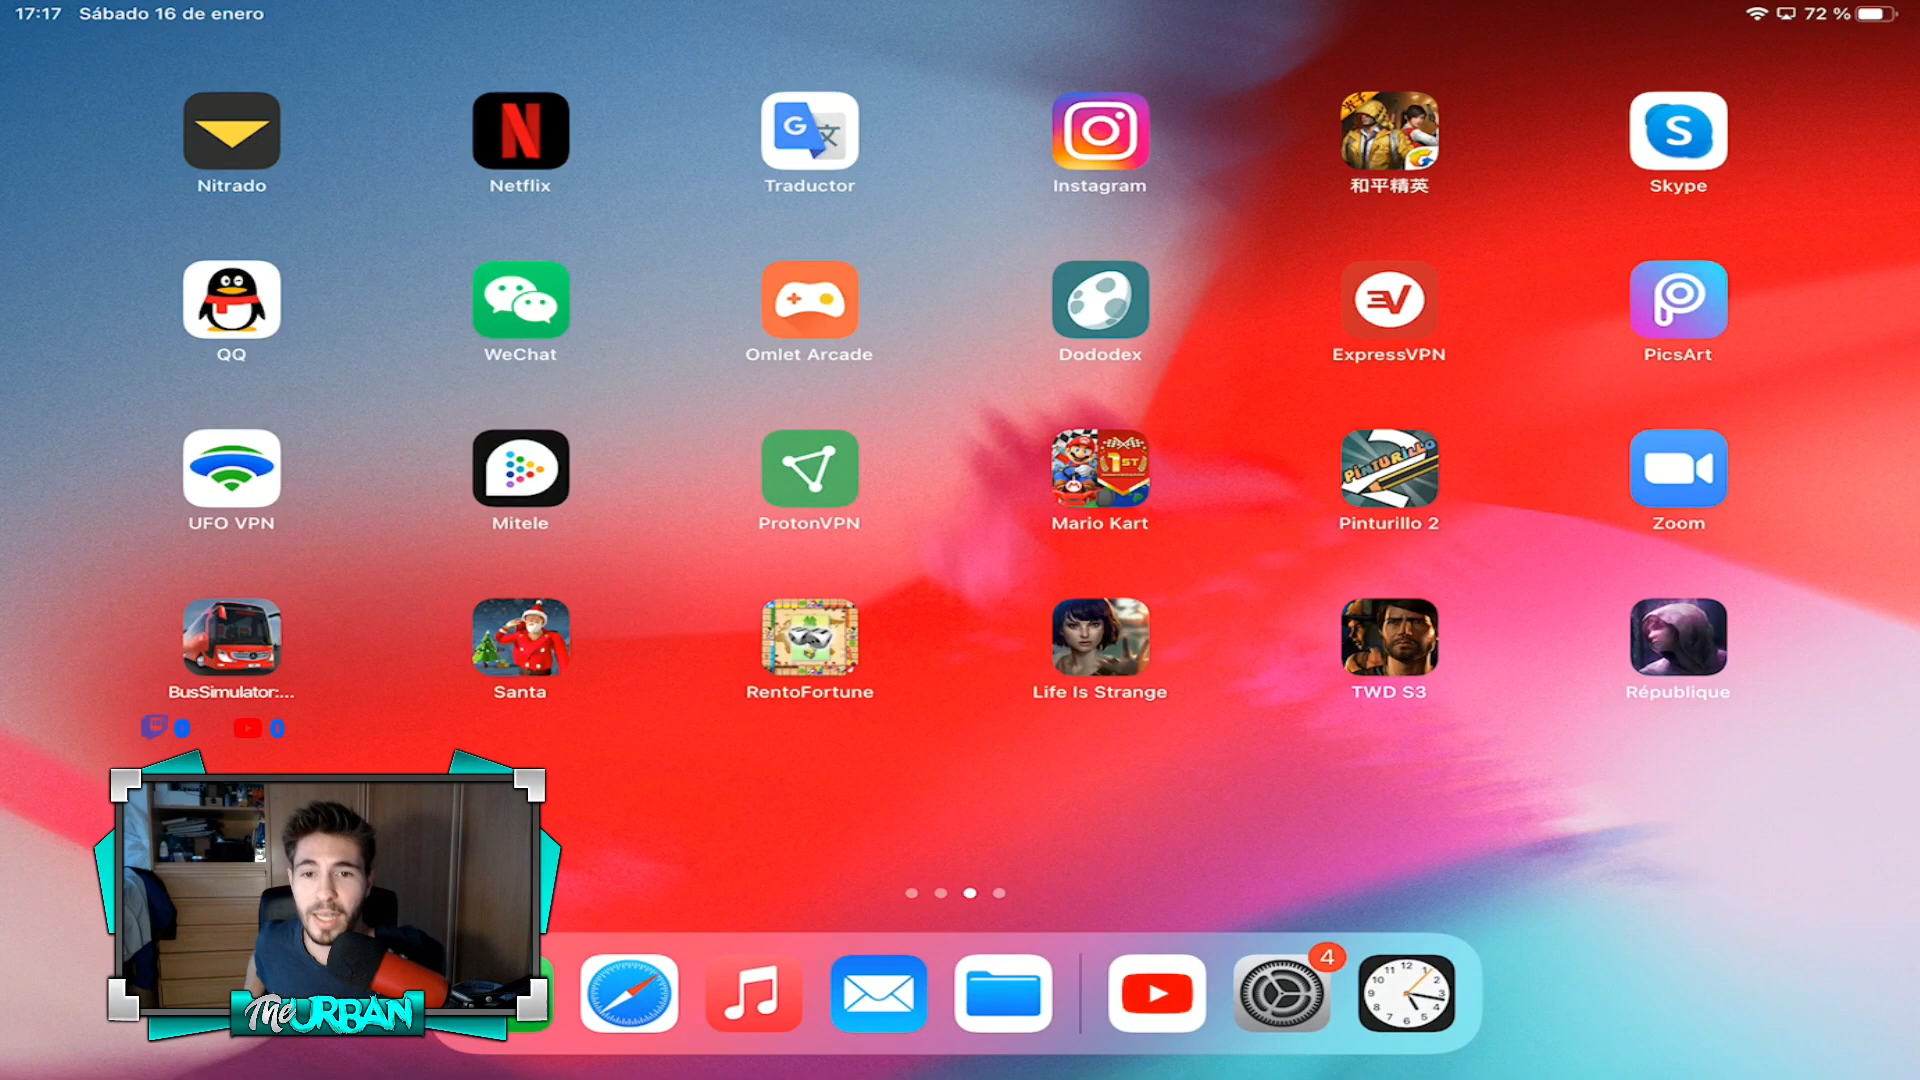 17:17 Sábado 16 de enero
72 %
Nitrado
Netflix
Traductor
Instagram
和平精英
Skype
QQ
WeChat
Omlet Arcade
Dododex
ExpressVPN
PicsArt
UFO VPN
Mitele
ProtonVPN
Mario Kart
Pinturillo 2
Zoom
BusSimulator:...
Santa
RentoFortune
Life Is Strange
TWD S3
République
0 0
4
The URBAN